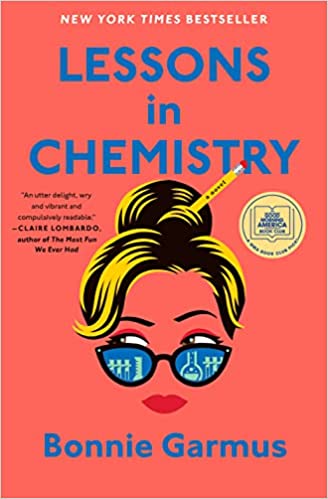 NEW YORK TIMES BESTSELLER
LESSONS
in
CHEMISTRY
a novel
"An utter delight, wry
and vibrant and
compulsively readable."
—CLAIRE LOMBARDO,
author of The Most Fun
We Ever Had
GOOD
MORNING
AMERICA
BOOK CLUB
Bonnie Garmus